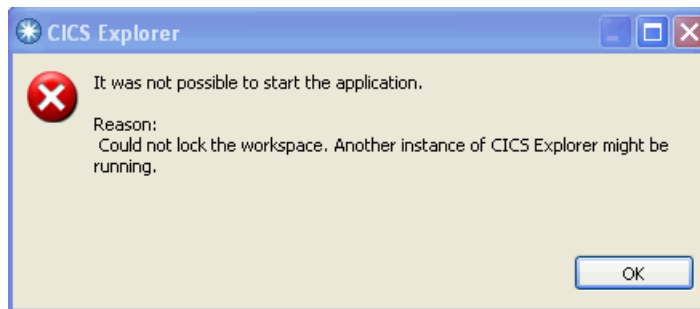 CICS Explorer
It was not possible to start the application.
Reason:
Could not lock the workspace. Another instance of CICS Explorer might be
running.
OK